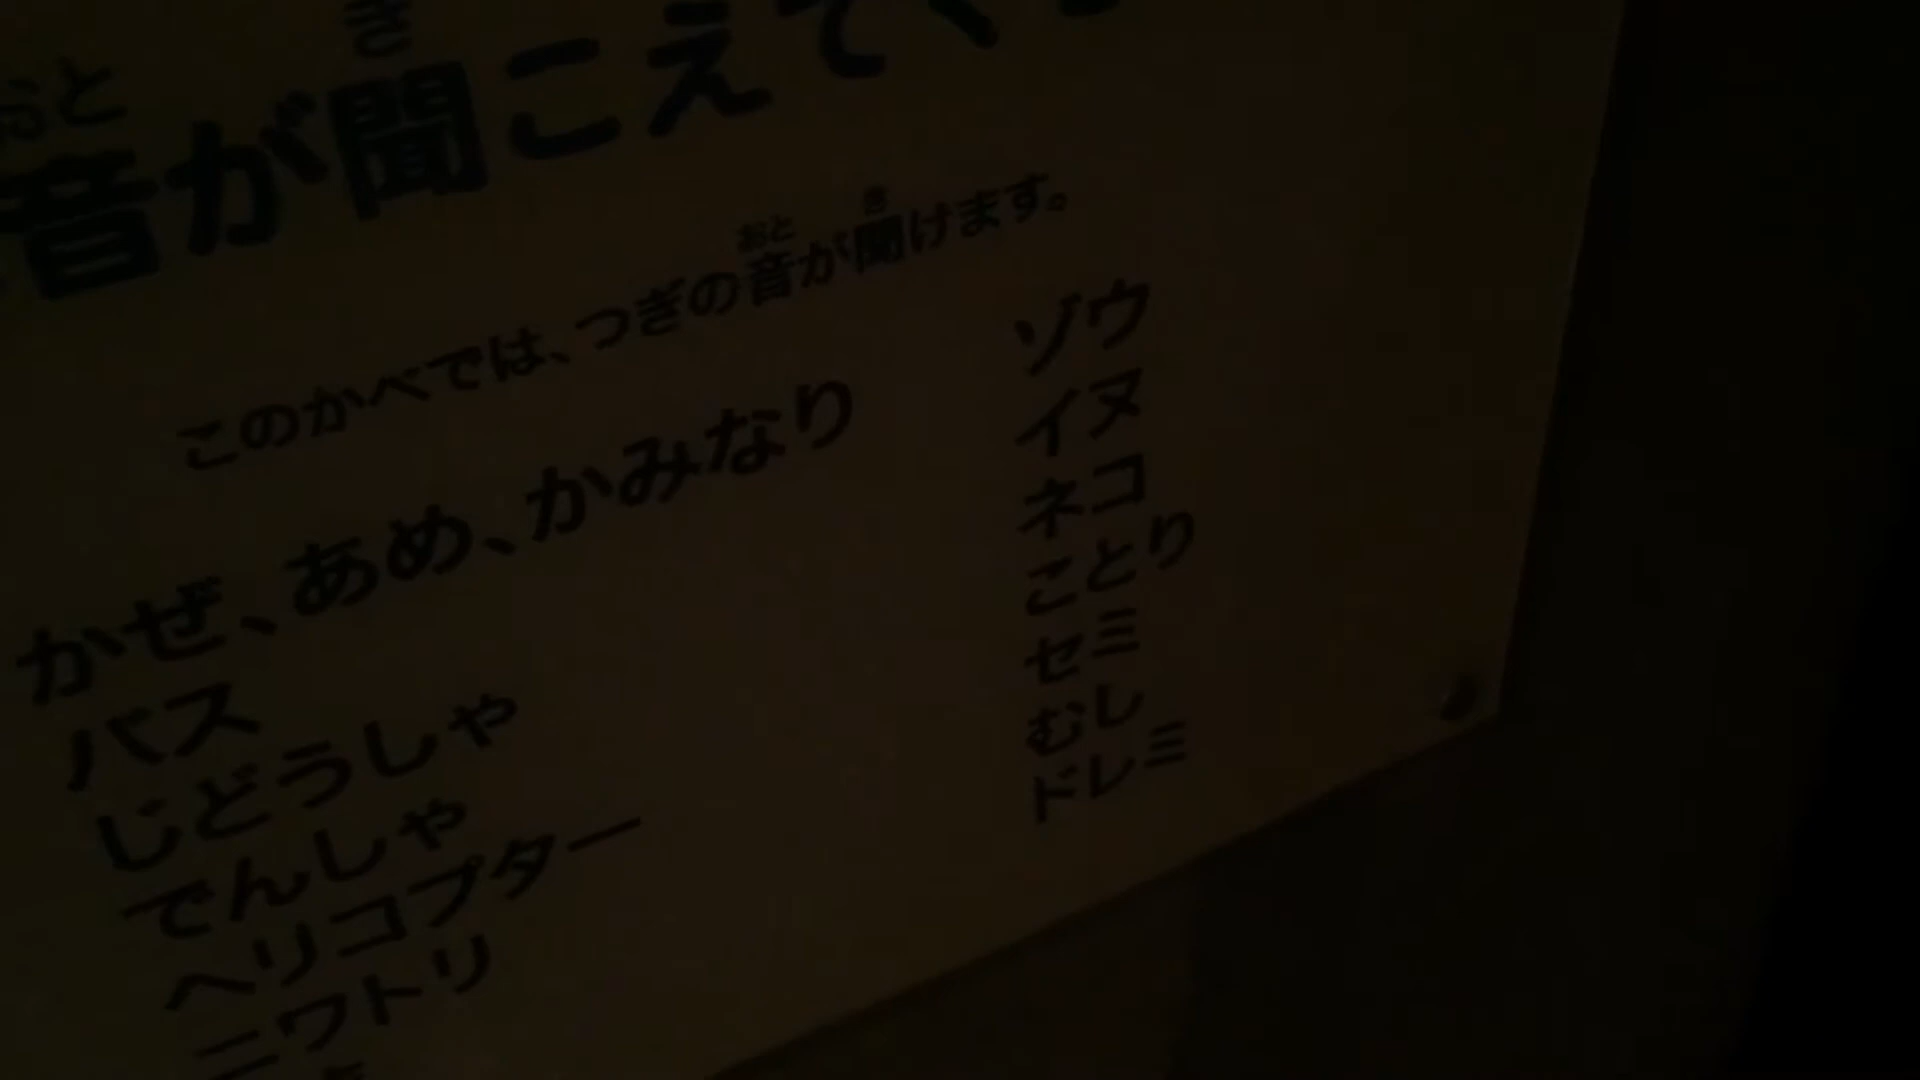 おと き
音が聞こえて
おと き
このかべでは、つぎの音が聞けます。
かぜ、あめ、かみなり
バス
じどうしゃ
でんしゃ
ヘリコプター
ニワトリ
ゾウ
イヌ
ネコ
ことり
セミ
むし
ドレミ